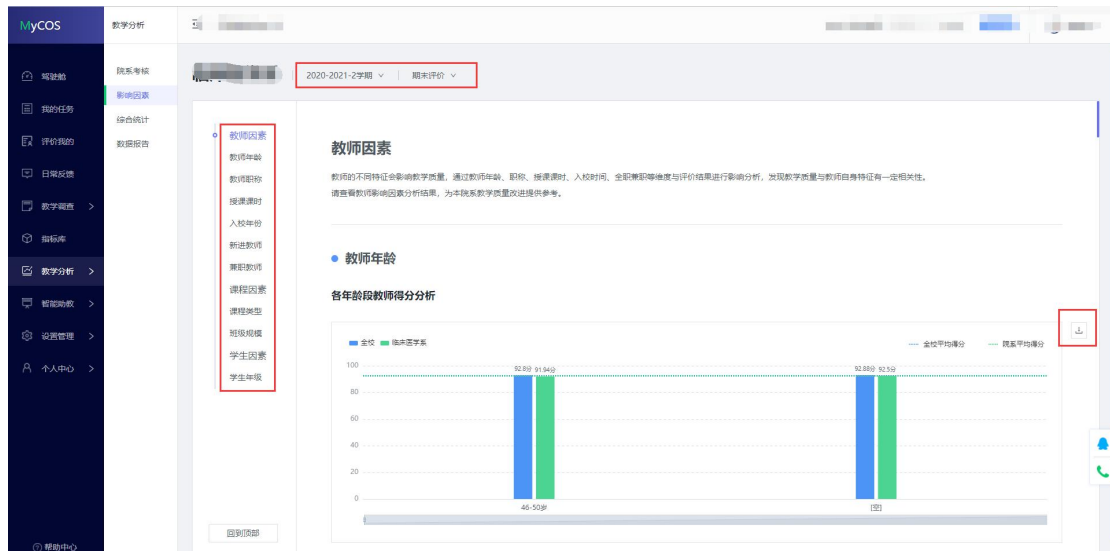 MyCOS
教学分析
驾驶舱
我的任务
评价我的
日常反馈
教学调查
指标库
教学分析
智能助教
设置管理
个人中心
帮助中心
院系考核
影响因素
综合统计
数据报告
2020-2021-2学期
期末评价
教师因素
教师年龄
教师职称
授课课时
入校年份
新进教师
兼职教师
课程因素
课程类型
班级规模
学生因素
学生年级
回到顶部
教师因素
教师的不同特征会影响教学质量，通过教师年龄、职称、授课课时、入校时间、全职兼职等维度与评价结果进行影响分析，发现教学质量与教师自身特征有一定相关性。
请查看教师影响因素分析结果，为本院系教学质量改进提供参考。
教师年龄
各年龄段教师得分分析
全校 临床医学系
全校平均得分 院系平均得分
100
80
60
40
20
0
92.8分 91.94分
92.88分 92.5分
46-50岁
[空]